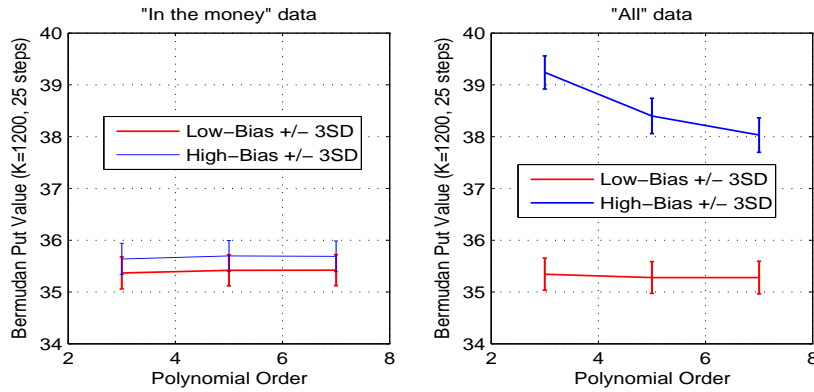 "In the money" data
Bermudan Put Value (K=1200, 25 steps)
40
39
38
37
36
35
34
Low−Bias +/− 3SD
High−Bias +/− 3SD
2
4
6
8
Polynomial Order
"All" data
Bermudan Put Value (K=1200, 25 steps)
40
39
38
37
36
35
34
Low−Bias +/− 3SD
High−Bias +/− 3SD
2
4
6
8
Polynomial Order